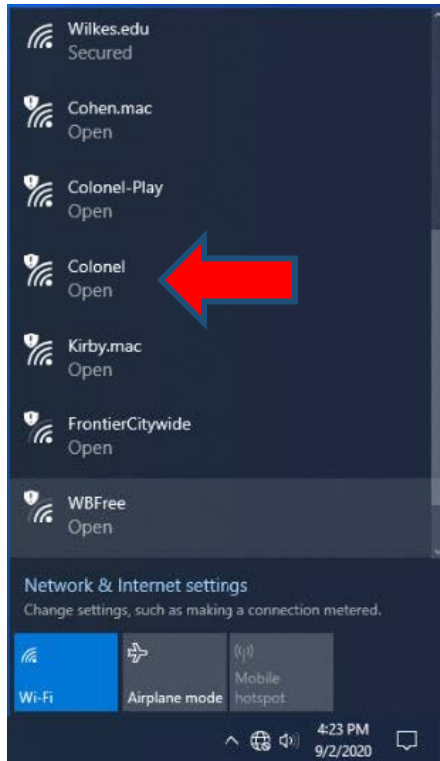 Wilkes.edu
Secured
Cohen.mac
Open
Colonel-Play
Open
Colonel
Open
Kirby.mac
Open
FrontierCitywide
Open
WBFree
Open
Network & Internet settings
Change settings, such as making a connection metered.
Wi-Fi
Airplane mode
Mobile
hotspot
4:23 PM
9/2/2020